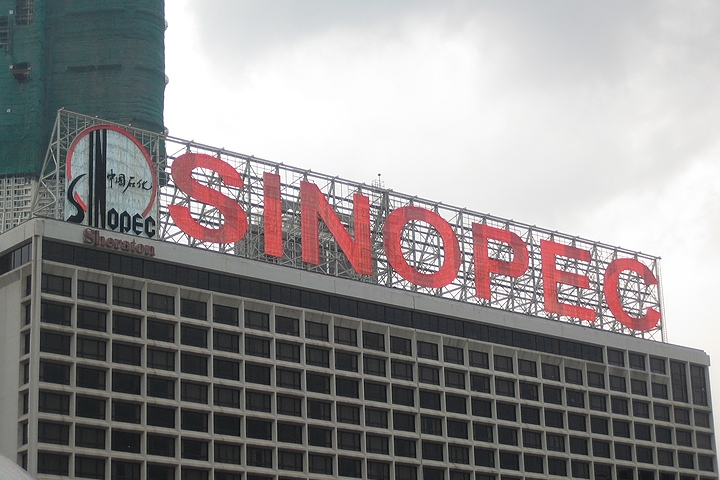 中国石化
SINOPEC
SINOPEC
Sheraton